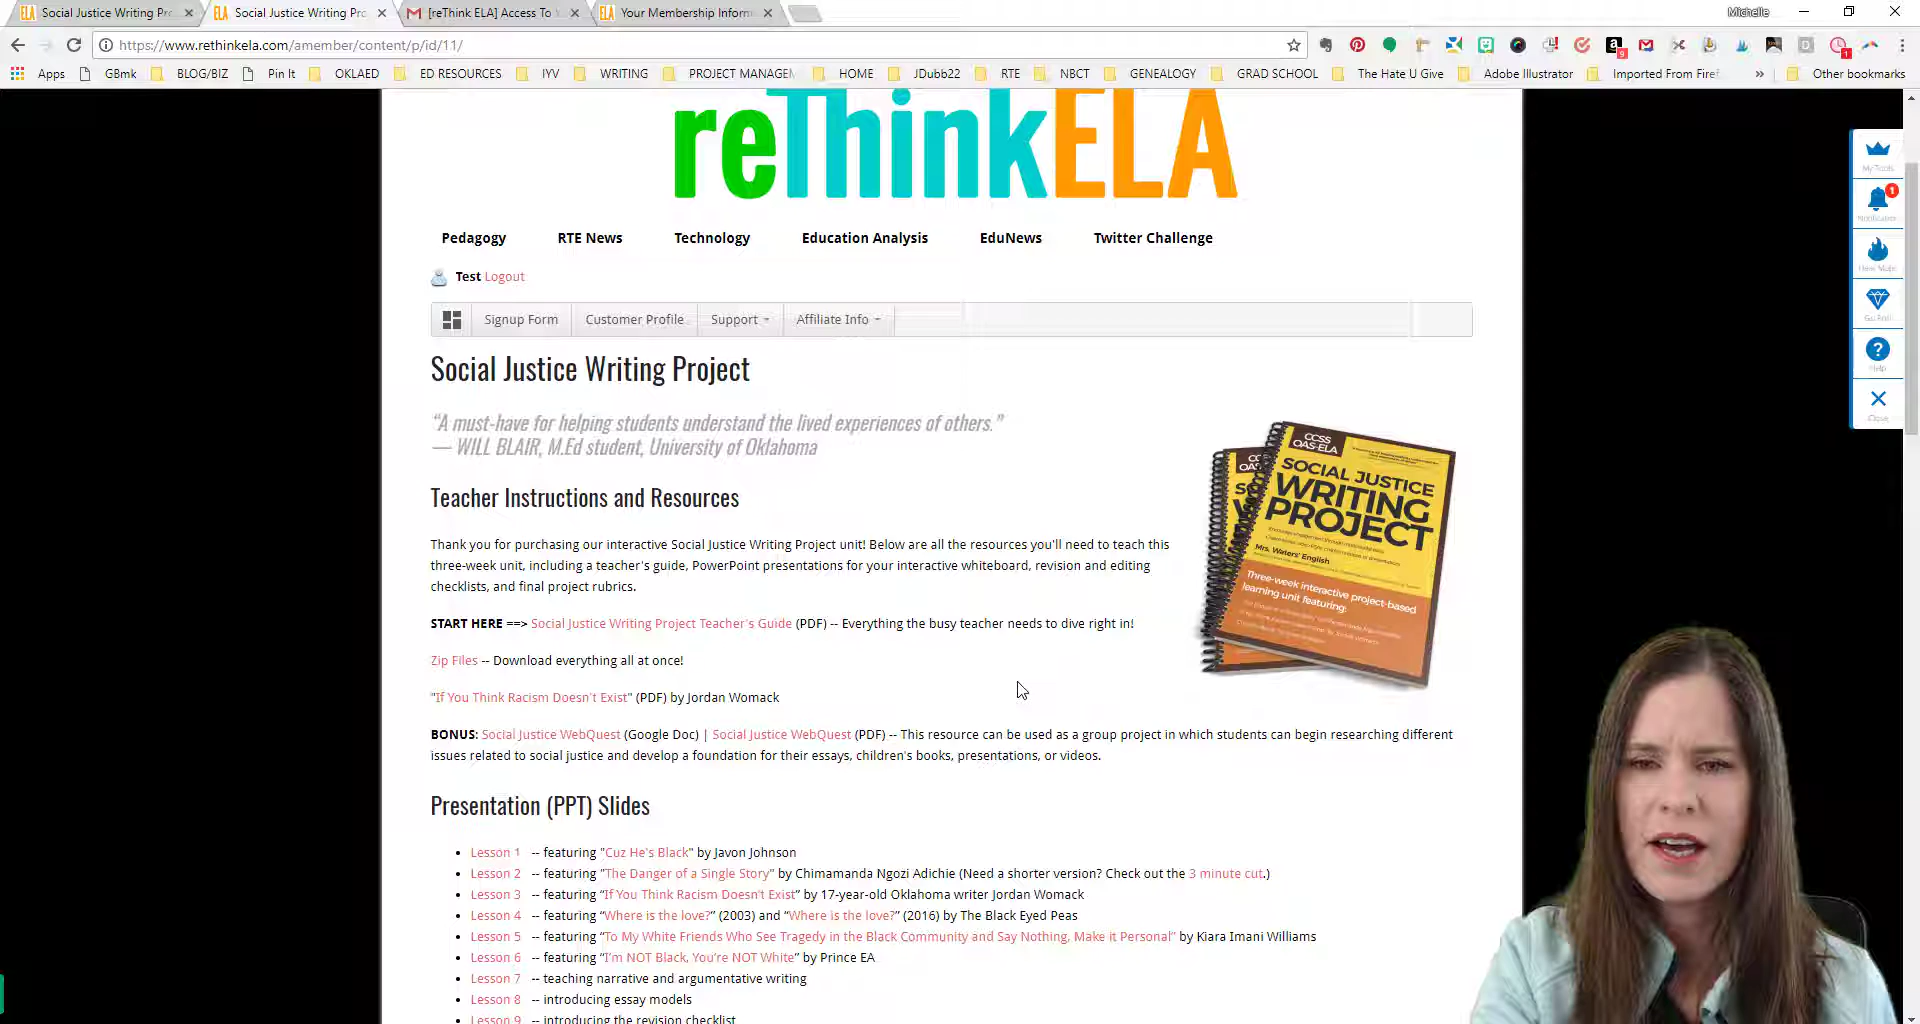 Social Justice Writing Pr
Social Justice Writing Pr
[reThink ELA] Access To
Your Membership Inform
Michelle
https://www.rethinkela.com/amember/content/p/id/11/
Apps GBmk BLOG/BIZ Pin It OKLAED ED RESOURCES IYV WRITING PROJECT MANAGEM HOME JDubb22 RTE NBCT GENEALOGY GRAD SCHOOL The Hate U Give Adobe Illustrator Imported From Firef » Other bookmarks
reThinkELA
Pedagogy RTE News Technology Education Analysis EduNews Twitter Challenge
Test Logout
Signup Form Customer Profile Support Affiliate Info
Social Justice Writing Project
“A must-have for helping students understand the lived experiences of others.”
— WILL BLAIR, M.Ed student, University of Oklahoma
Teacher Instructions and Resources
Thank you for purchasing our interactive Social Justice Writing Project unit! Below are all the resources you'll need to teach this
three-week unit, including a teacher's guide, PowerPoint presentations for your interactive whiteboard, revision and editing
checklists, and final project rubrics.
START HERE ==> Social Justice Writing Project Teacher's Guide (PDF) -- Everything the busy teacher needs to dive right in!
Zip Files -- Download everything all at once!
"If You Think Racism Doesn't Exist" (PDF) by Jordan Womack
BONUS: Social Justice WebQuest (Google Doc) | Social Justice WebQuest (PDF) -- This resource can be used as a group project in which students can begin researching different
issues related to social justice and develop a foundation for their essays, children's books, presentations, or videos.
CCSS
OAS-ELA
SOCIAL JUSTICE
WRITING
PROJECT
Mrs. Waters' English
Three-week interactive project-based
learning unit featuring:
Presentation (PPT) Slides
• Lesson 1 -- featuring "Cuz He's Black" by Javon Johnson
• Lesson 2 -- featuring "The Danger of a Single Story" by Chimamanda Ngozi Adichie (Need a shorter version? Check out the 3 minute cut.)
• Lesson 3 -- featuring “If You Think Racism Doesn't Exist” by 17-year-old Oklahoma writer Jordan Womack
• Lesson 4 -- featuring “Where is the love?” (2003) and “Where is the love?” (2016) by The Black Eyed Peas
• Lesson 5 -- featuring “To My White Friends Who See Tragedy in the Black Community and Say Nothing, Make it Personal” by Kiara Imani Williams
• Lesson 6 -- featuring “I'm NOT Black, You're NOT White” by Prince EA
• Lesson 7 -- teaching narrative and argumentative writing
• Lesson 8 -- introducing essay models
• Lesson 9 -- introducing the revision checklist
My Tools
1
Help
Close